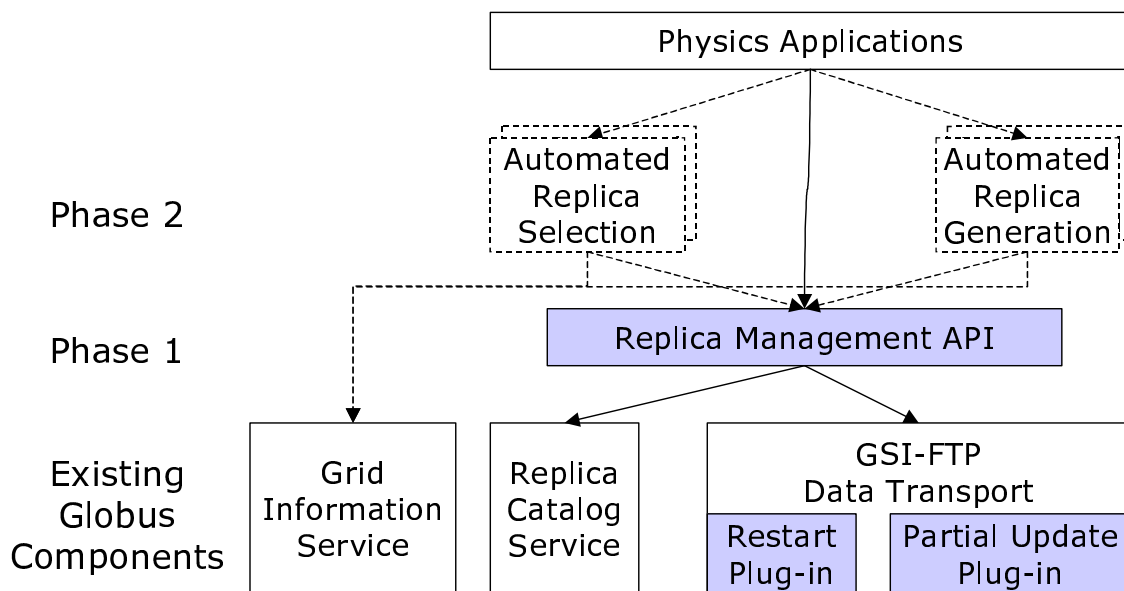 Physics Applications
Automated
Replica
Selection
Automated
Replica
Generation
Phase 2
Phase 1
Replica Management API
Existing
Globus
Components
Grid
Information
Service
Replica
Catalog
Service
GSI-FTP
Data Transport
Restart
Plug-in
Partial Update
Plug-in